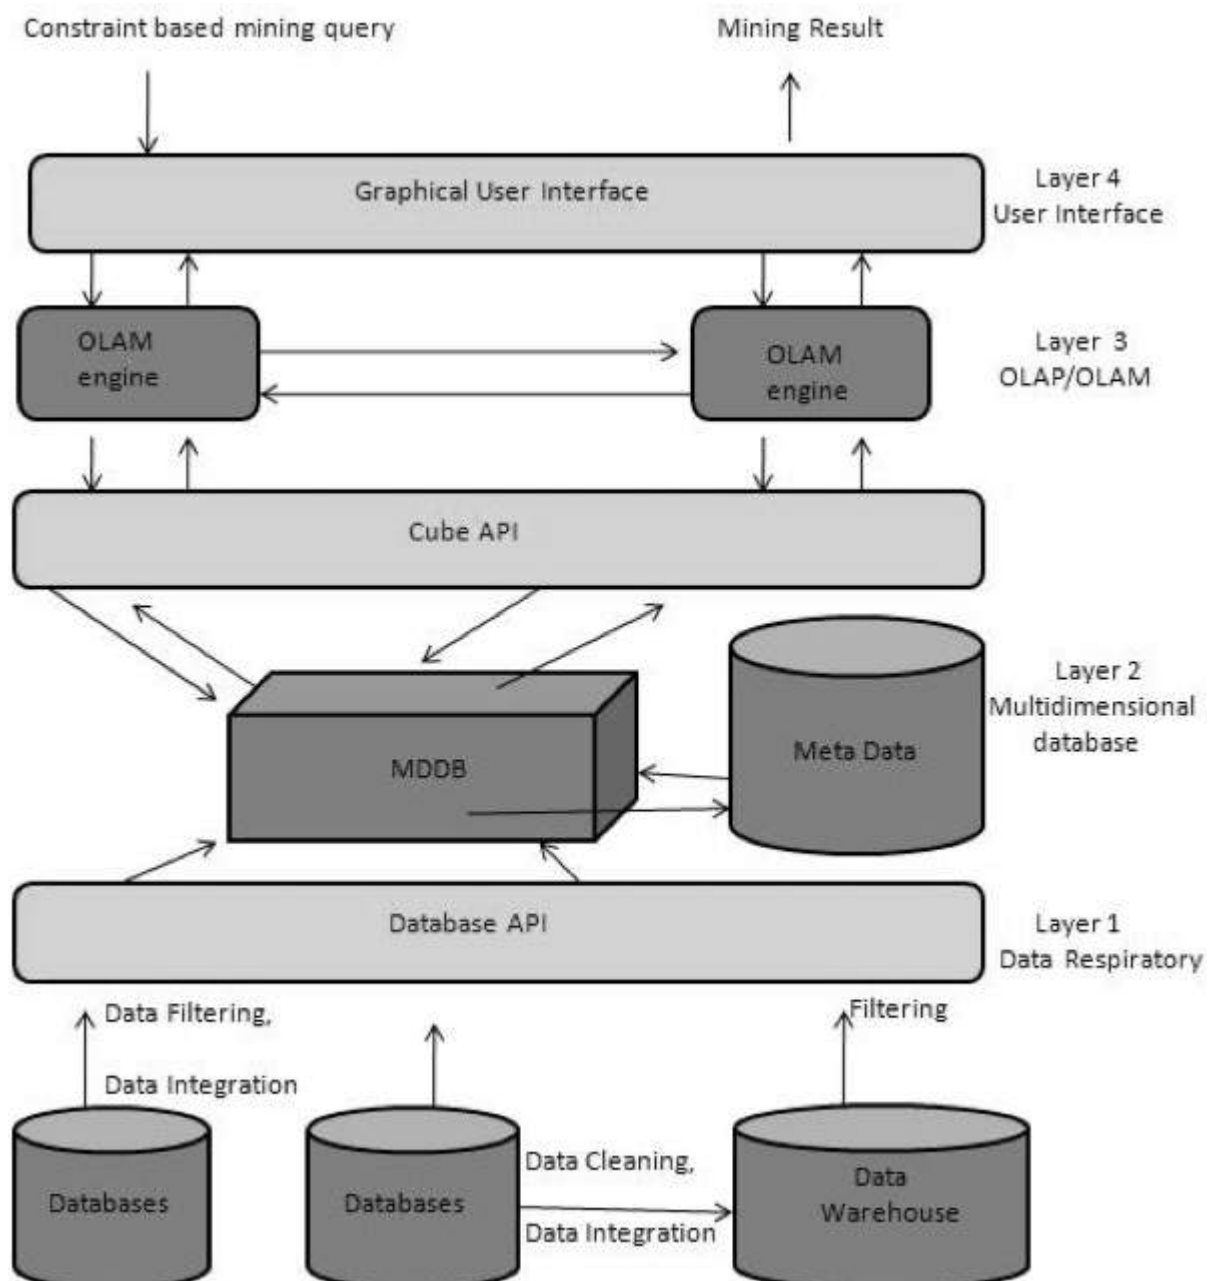 Constraint based mining query
Mining Result
Graphical User Interface
Layer 4
User Interface
OLAM
engine
OLAM
engine
Layer 3
OLAP/OLAM
Cube API
Layer 2
Multidimensional
database
MDDB
Meta Data
Database API
Layer 1
Data Respiratory
Data Filtering,
Filtering
Data Integration
Databases
Databases
Data Cleaning,
Data Integration
Data
Warehouse